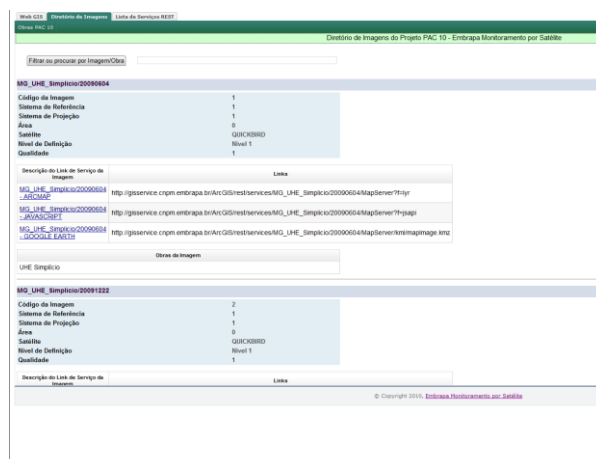 Web GIS Diretório de Imagens Lista de Serviços REST
Obras PAC 10
Diretório de Imagens do Projeto PAC 10 - Embrapa Monitoramento por Satélite
Filtrar ou procurar por Imagem/Obra
MG_UHE_Simplicio/20090604
Código da Imagem 1
Sistema de Referência 1
Sistema de Projeção 1
Área 0
Satélite QUICKBIRD
Nivel de Definição Nivel 1
Qualidade 1
Descrição do Link de Serviço da Imagem Links
MG_UHE_Simplicio/20090604 - ARCMAP http://gisservice.cnpm.embrapa.br/ArcGIS/rest/services/MG_UHE_Simplicio/20090604/MapServer?f=lyr
MG_UHE_Simplicio/20090604 - JAVASCRIPT http://gisservice.cnpm.embrapa.br/ArcGIS/rest/services/MG_UHE_Simplicio/20090604/MapServer?f=jsapi
MG_UHE_Simplicio/20090604 - GOOGLE EARTH http://gisservice.cnpm.embrapa.br/ArcGIS/rest/services/MG_UHE_Simplicio/20090604/MapServer/kml/mapImage.kmz
Obras da Imagem
UHE Simplício
MG_UHE_Simplicio/20091222
Código da Imagem 2
Sistema de Referência 1
Sistema de Projeção 1
Área 0
Satélite QUICKBIRD
Nivel de Definição Nivel 1
Qualidade 1
Descrição do Link de Serviço da Imagem Links
© Copyright 2010, Embrapa Monitoramento por Satélite